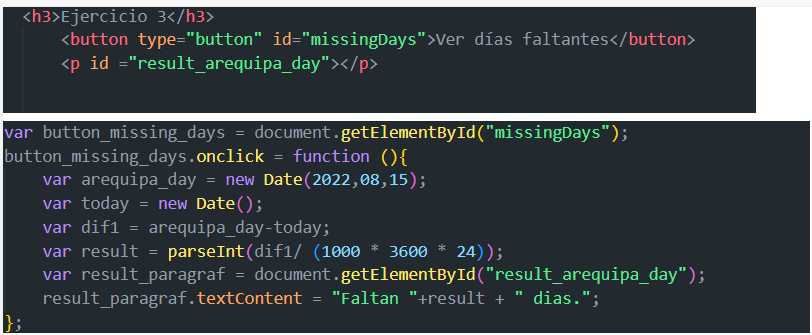 <h3>Ejercicio 3</h3>
<button type="button" id="missingDays">Ver días faltantes</button>
<p id ="result_arequipa_day"></p>
var button_missing_days = document.getElementById("missingDays");
button_missing_days.onclick = function (){
var arequipa_day = new Date(2022,08,15);
var today = new Date();
var dif1 = arequipa_day-today;
var result = parseInt(dif1/ (1000 * 3600 * 24));
var result_paragraf = document.getElementById("result_arequipa_day");
result_paragraf.textContent = "Faltan "+result + " dias.";
};